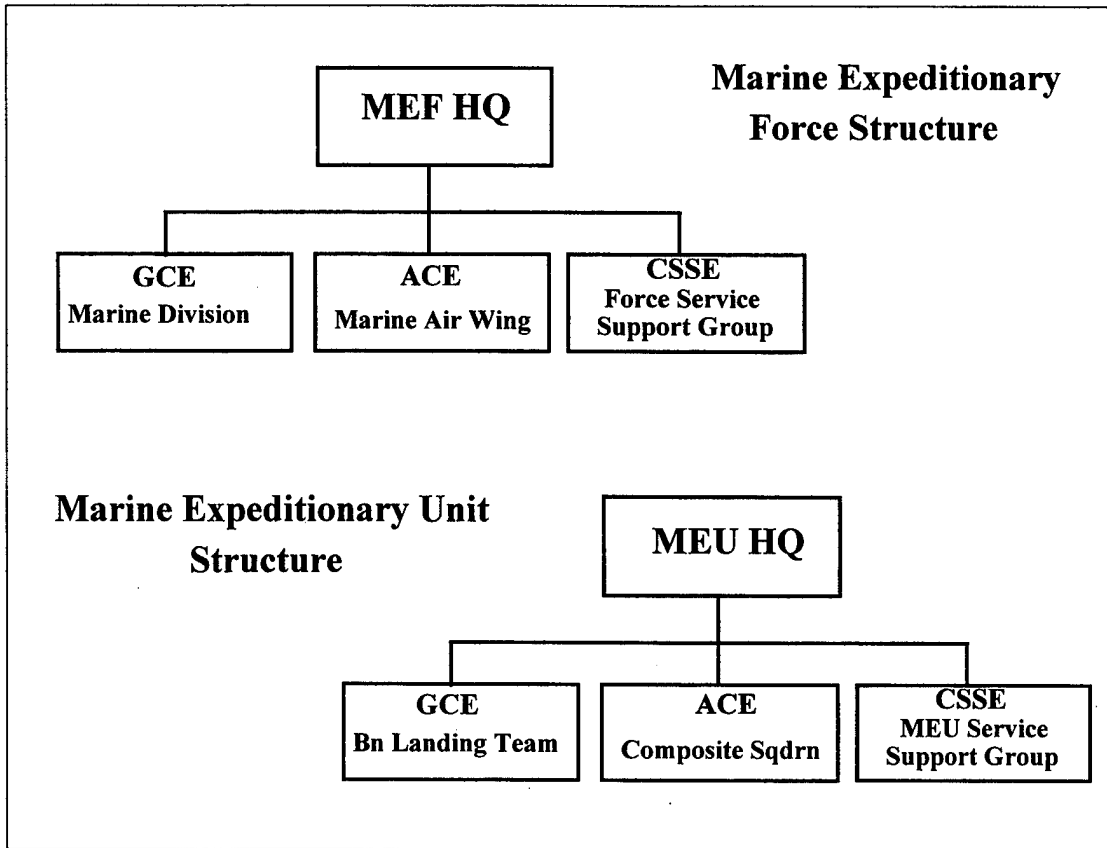 Marine Expeditionary
Force Structure
MEF HQ
GCE
Marine Division
ACE
Marine Air Wing
CSSE
Force Service
Support Group
Marine Expeditionary Unit
Structure
MEU HQ
GCE
Bn Landing Team
ACE
Composite Sqdrn
CSSE
MEU Service
Support Group